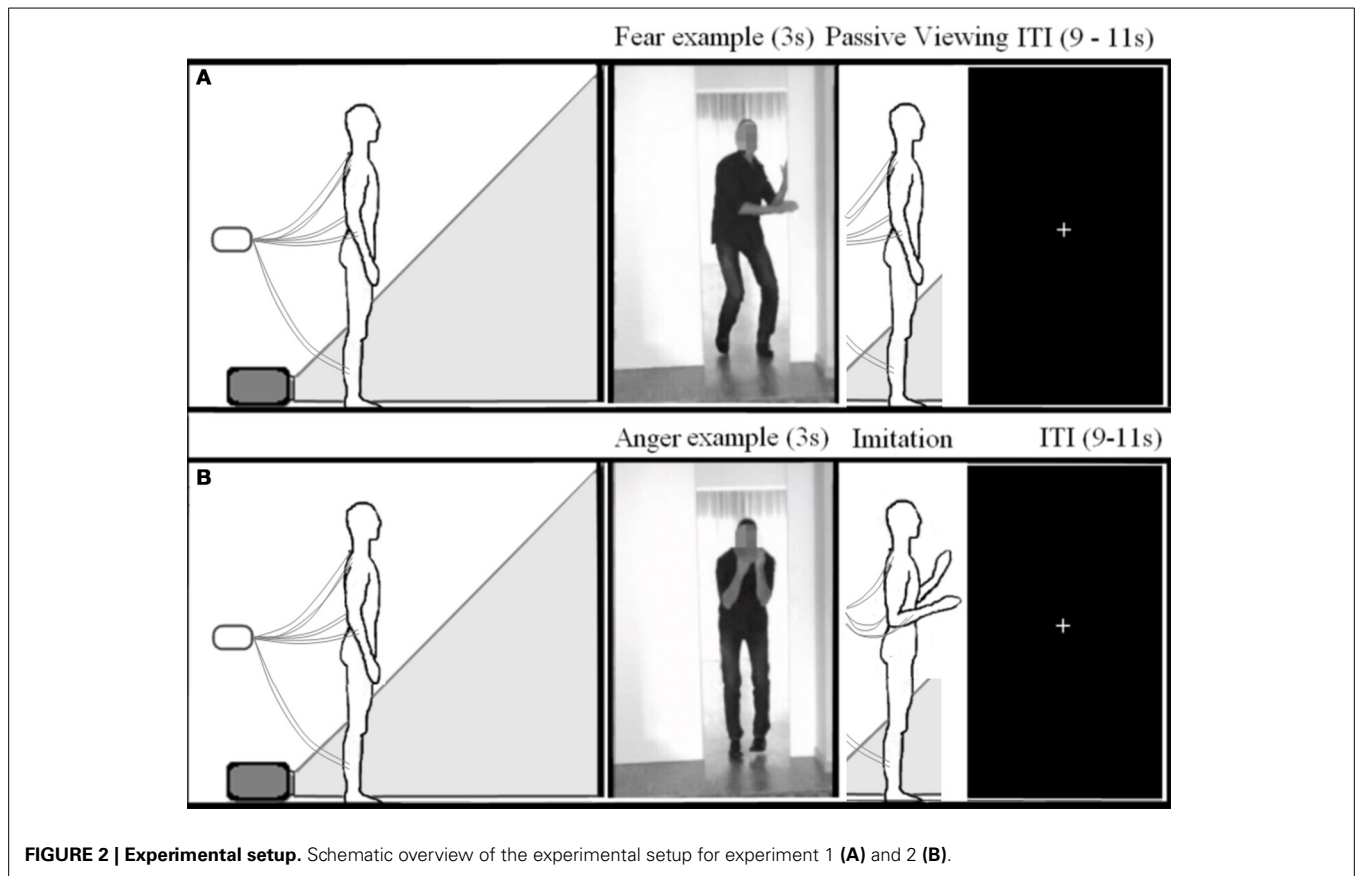 Fear example (3s) Passive Viewing ITI (9 - 11s)
A
Anger example (3s) Imitation ITI (9-11s)
B
FIGURE 2 | Experimental setup. Schematic overview of the experimental setup for experiment 1 (A) and 2 (B).